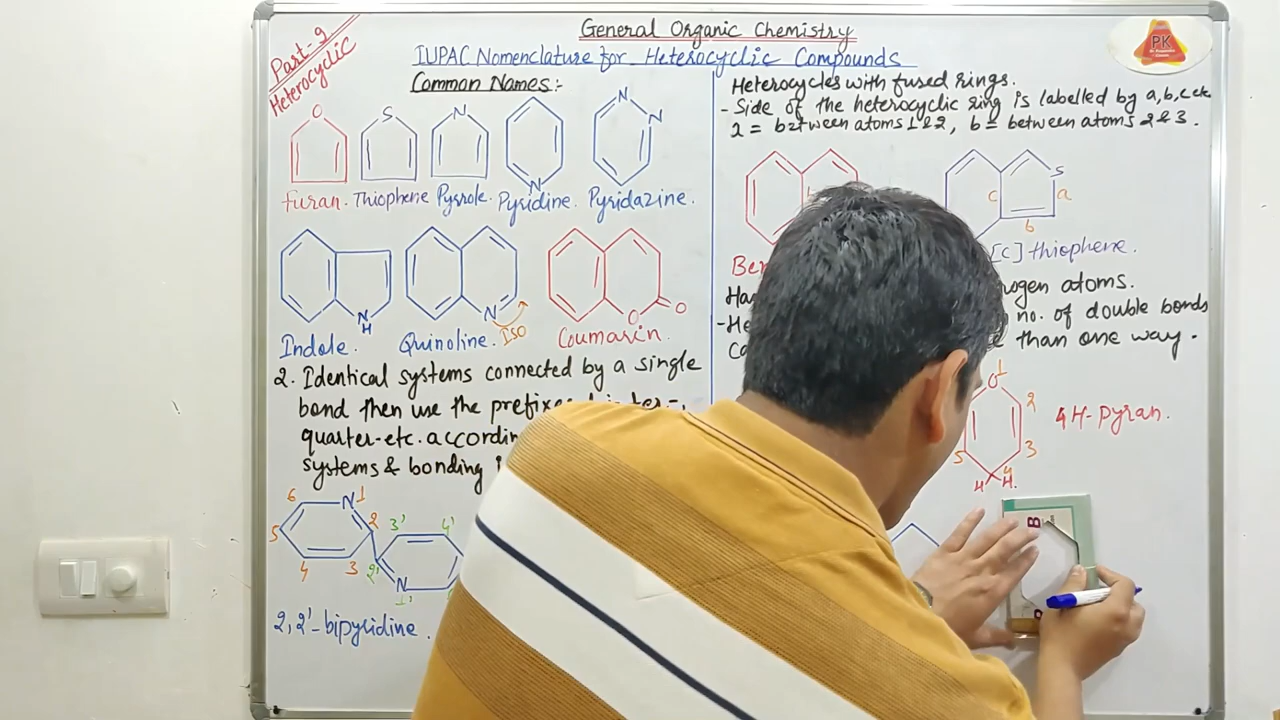 General Organic Chemistry
IUPAC Nomenclature for Heterocyclic Compounds
Part-9
Heterocyclic
PK
Common Names:-
O
S
N
N
N
N
Furan.
Thiophene
Pyrrole.
Pyridine.
Pyridazine.
N
H
N
ISO
O
O
Indole.
Quinoline.
Coumarin.
2. Identical systems connected by a single
bond then use the prefixes
quarter-etc. accordin
systems & bonding
6
N
1
5
2
3'
4'
4
3
2'
N
1'
2,2'-bipyridine.
Heterocycles with fused rings.
- Side of the heterocyclic ring is labelled by a,b,c etc
a = between atoms 1&2, b = between atoms 2&3.
S
c
a
b
Ben
[c] thiophene.
rogen atoms.
-He
no. of double bonds
than one way.
O
1
2
3
5
4
H
H.
4H-Pyran.
B